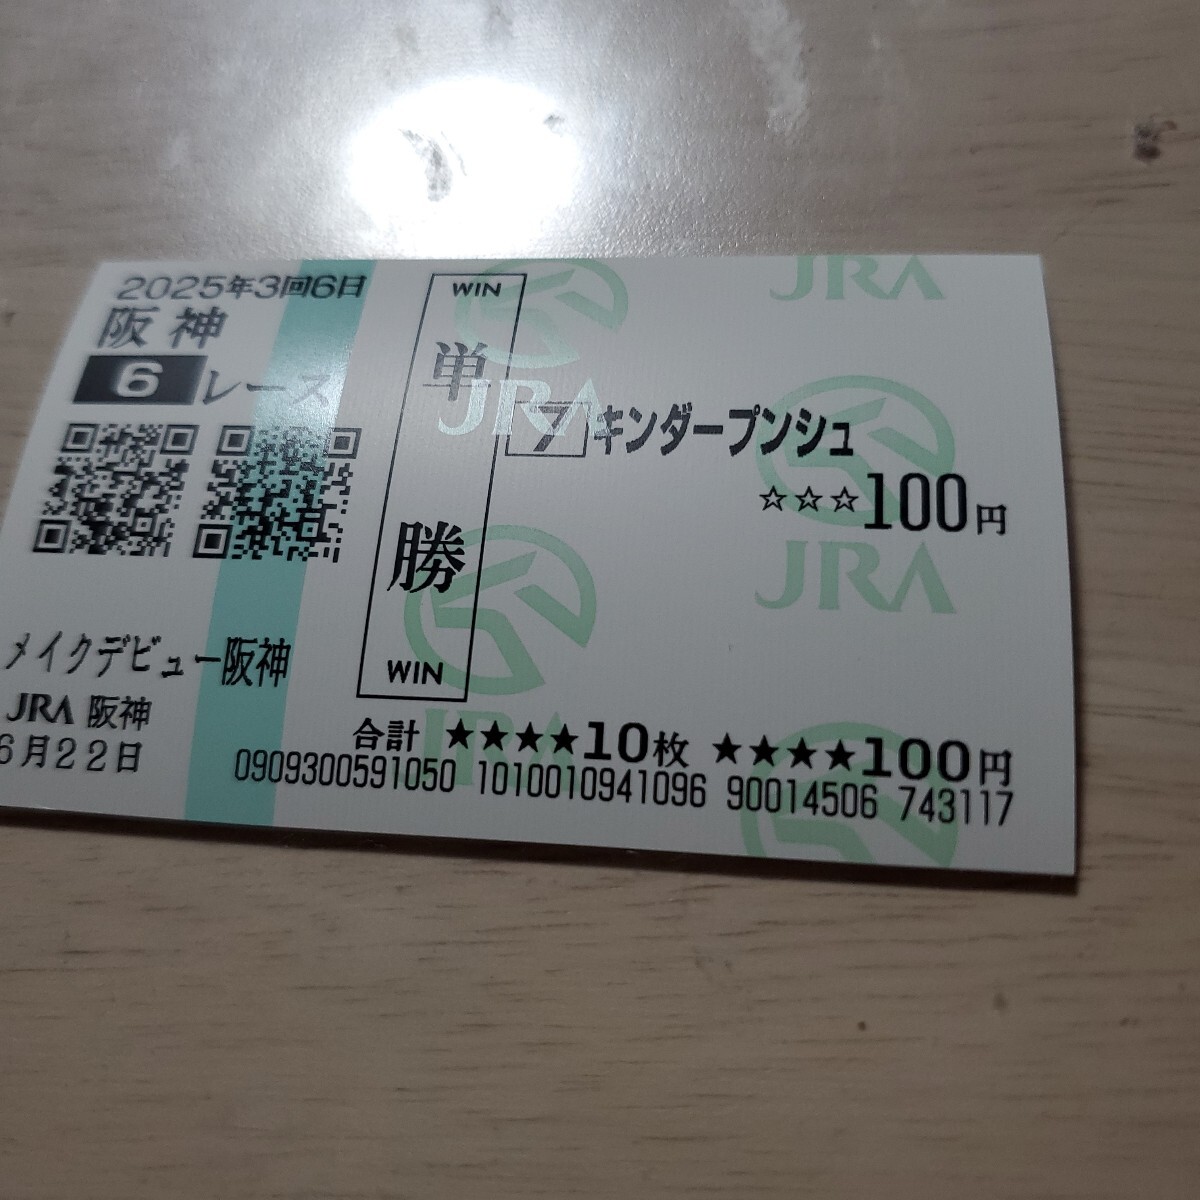 2025年3回6日
阪神
6レース
WIN
単勝
WIN
7 キンダープンシュ
☆☆☆100円
メイクデビュー阪神
JRA 阪神
6月22日
合計 ★★★★10枚 ★★★★100円
0909300591050 1010010941096 90014506 743117
JRA
JRA
JRA
JRA